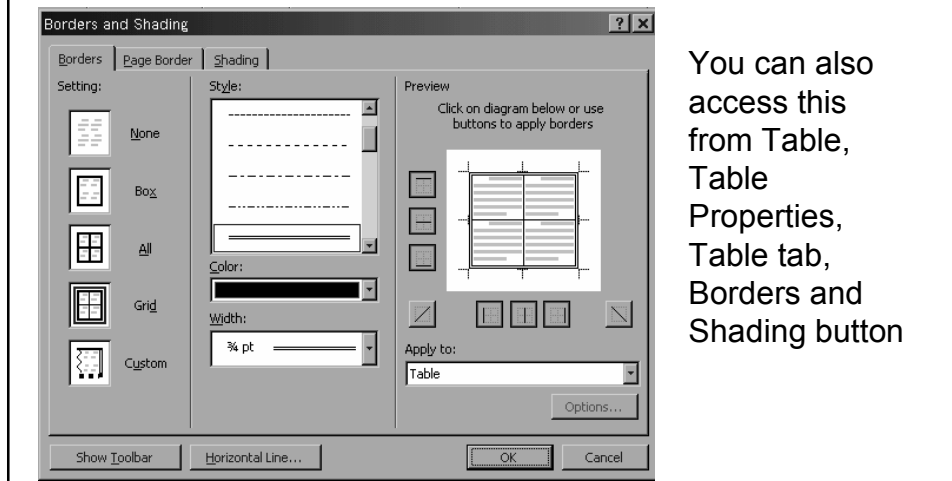 Borders and Shading
Borders
Page Border
Shading
Setting:
None
Box
All
Grid
Custom
Style:
Color:
Width:
¾ pt
Preview
Click on diagram below or use
buttons to apply borders
Apply to:
Table
Options...
Show Toolbar
Horizontal Line...
OK
Cancel
You can also
access this
from Table,
Table
Properties,
Table tab,
Borders and
Shading button